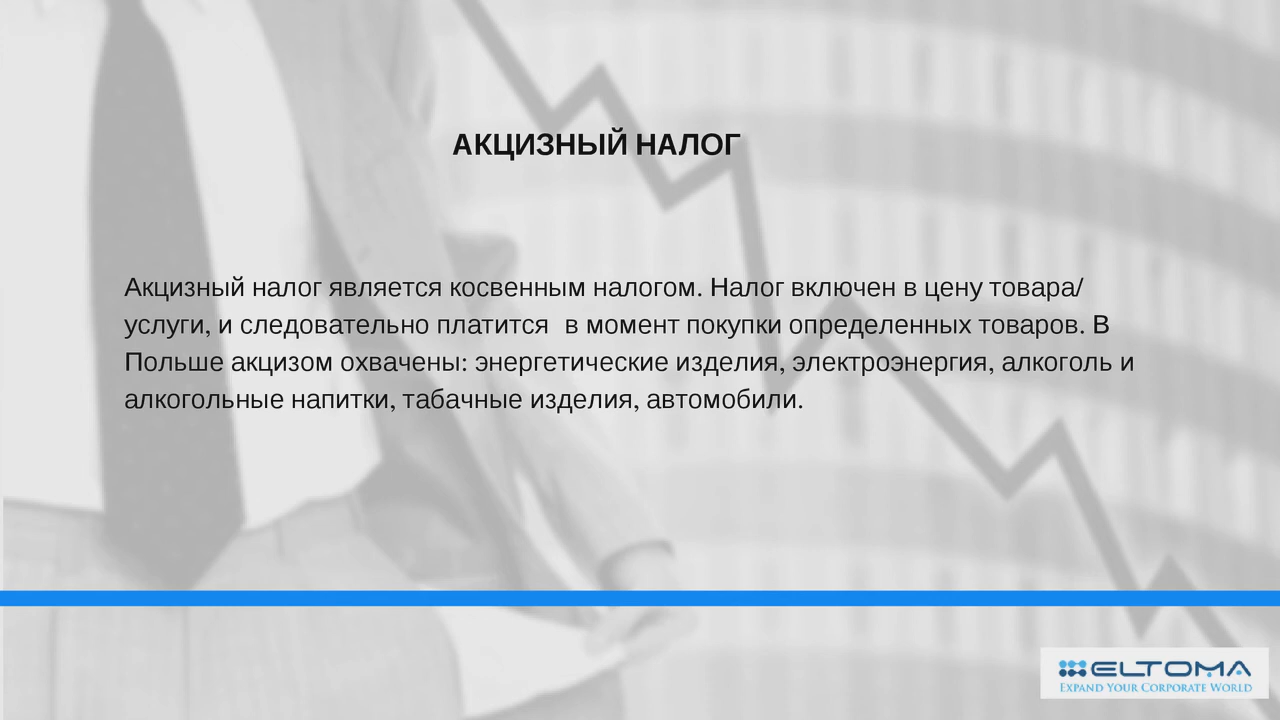 АКЦИЗНЫЙ НАЛОГ
Акцизный налог является косвенным налогом. Налог включен в цену товара/
услуги, и следовательно платится  в момент покупки определенных товаров. В
Польше акцизом охвачены: энергетические изделия, электроэнергия, алкоголь и
алкогольные напитки, табачные изделия, автомобили.
ELTOMA
EXPAND YOUR CORPORATE WORLD